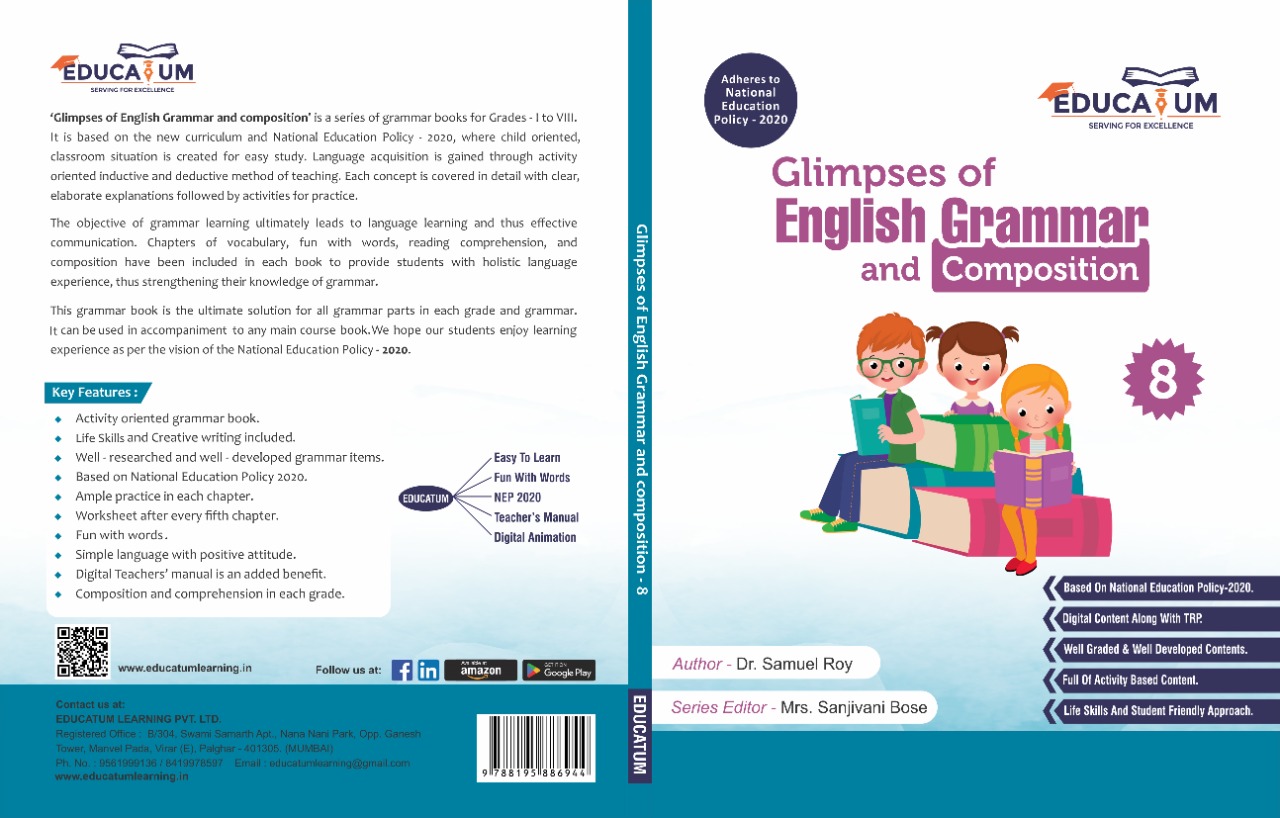 EDUCATUM
SERVING FOR EXCELLENCE
‘Glimpses of English Grammar and composition’ is a series of grammar books for Grades - I to VIII.
It is based on the new curriculum and National Education Policy - 2020, where child oriented,
classroom situation is created for easy study. Language acquisition is gained through activity
oriented inductive and deductive method of teaching. Each concept is covered in detail with clear,
elaborate explanations followed by activities for practice.
The objective of grammar learning ultimately leads to language learning and thus effective
communication. Chapters of vocabulary, fun with words, reading comprehension, and
composition have been included in each book to provide students with holistic language
experience, thus strengthening their knowledge of grammar.
This grammar book is the ultimate solution for all grammar parts in each grade and grammar.
It can be used in accompaniment to any main course book.We hope our students enjoy learning
experience as per the vision of the National Education Policy - 2020.
Key Features :
Activity oriented grammar book.
Life Skills and Creative writing included.
Well - researched and well - developed grammar items.
Based on National Education Policy 2020.
Ample practice in each chapter.
Worksheet after every fifth chapter.
Fun with words.
Simple language with positive attitude.
Digital Teachers’ manual is an added benefit.
Composition and comprehension in each grade.
EDUCATUM
Easy To Learn
Fun With Words
NEP 2020
Teacher's Manual
Digital Animation
www.educatumlearning.in
Follow us at:
Available at
amazon
GET IT ON
Google Play
Contact us at:
EDUCATUM LEARNING PVT. LTD.
Registered Office : B/304, Swami Samarth Apt., Nana Nani Park, Opp. Ganesh
Tower, Manvel Pada, Virar (E), Palghar - 401305. (MUMBAI)
Ph. No. : 9561999136 / 8419978597 Email : educatumlearning@gmail.com
www.educatumlearning.in
9 788195 886944
Glimpses of English Grammar and composition - 8
EDUCATUM
Adheres to
National
Education
Policy - 2020
EDUCATUM
SERVING FOR EXCELLENCE
Glimpses of
English Grammar
and Composition
8
Based On National Education Policy-2020.
Digital Content Along With TRP.
Well Graded & Well Developed Contents.
Full Of Activity Based Content.
Life Skills And Student Friendly Approach.
Author - Dr. Samuel Roy
Series Editor - Mrs. Sanjivani Bose